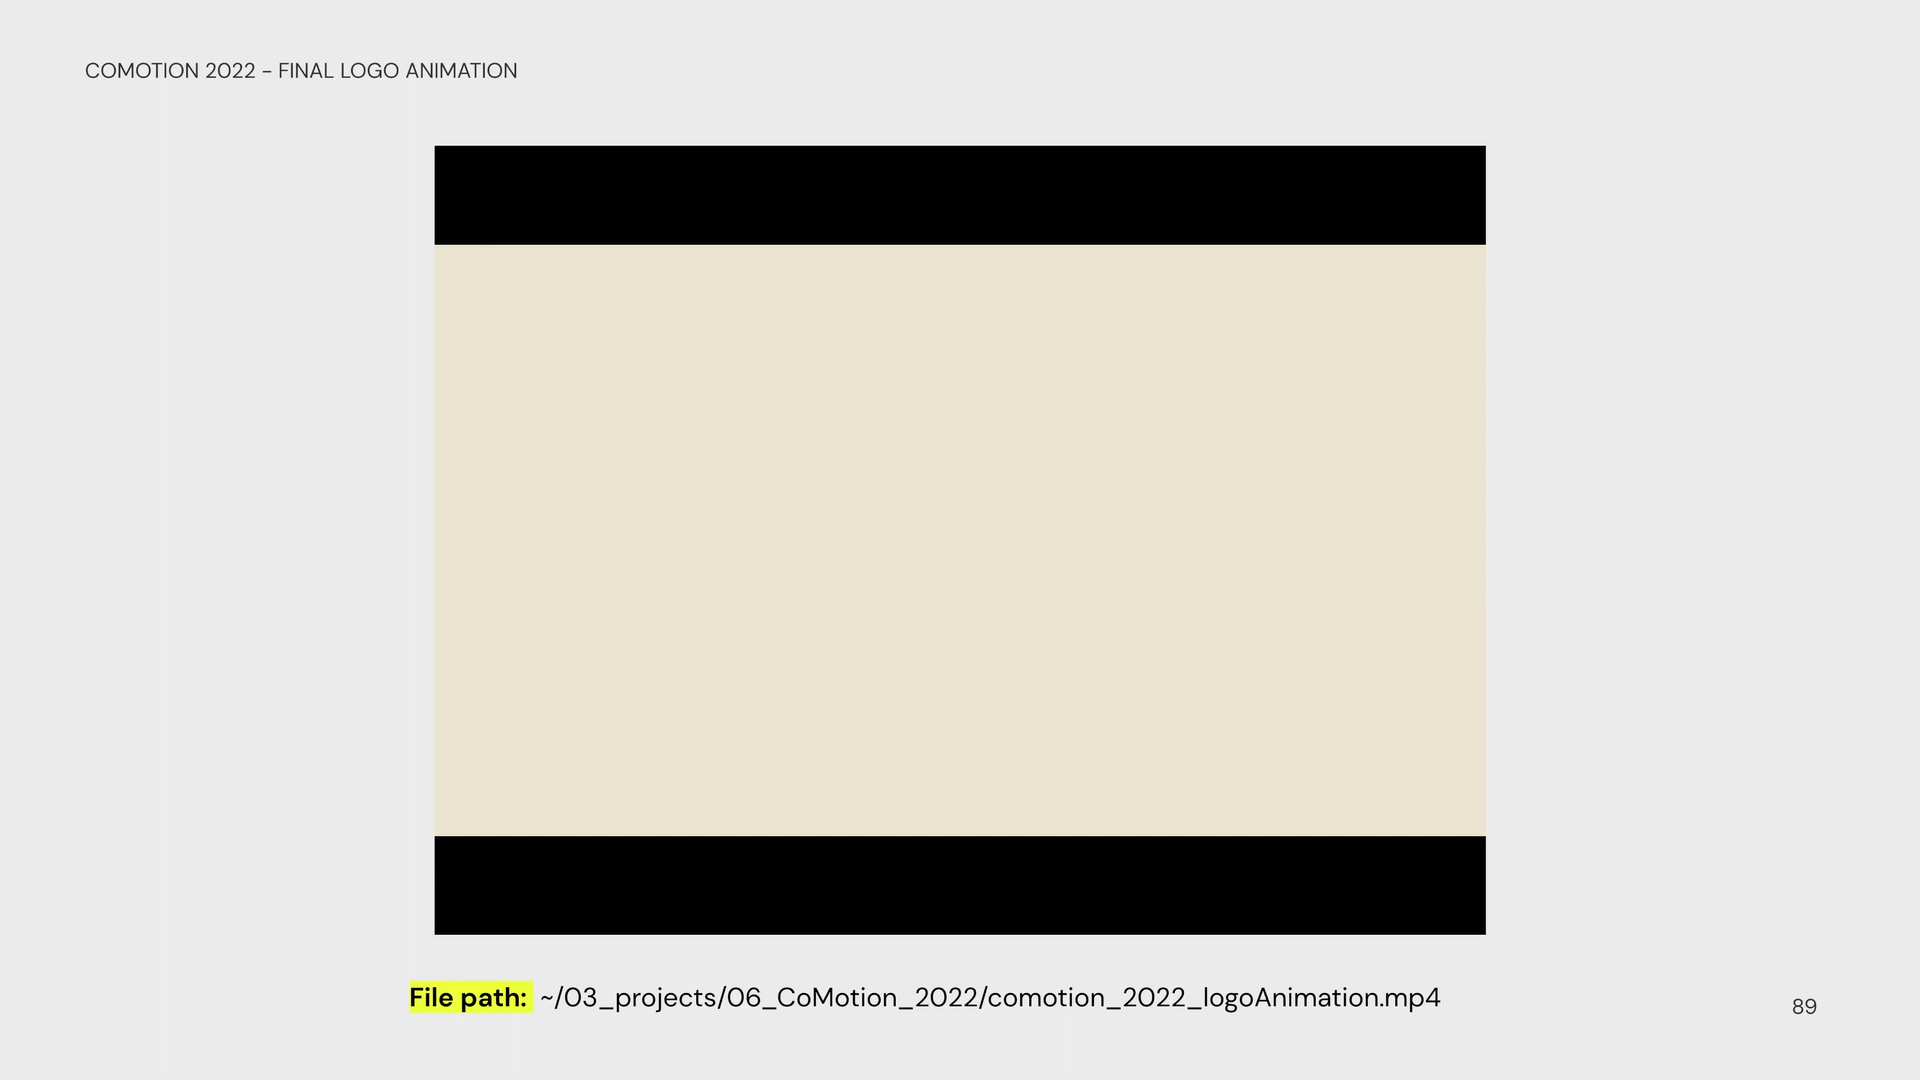 COMOTION 2022 – FINAL LOGO ANIMATION
File path: ~/03_projects/06_CoMotion_2022/comotion_2022_logoAnimation.mp4
89